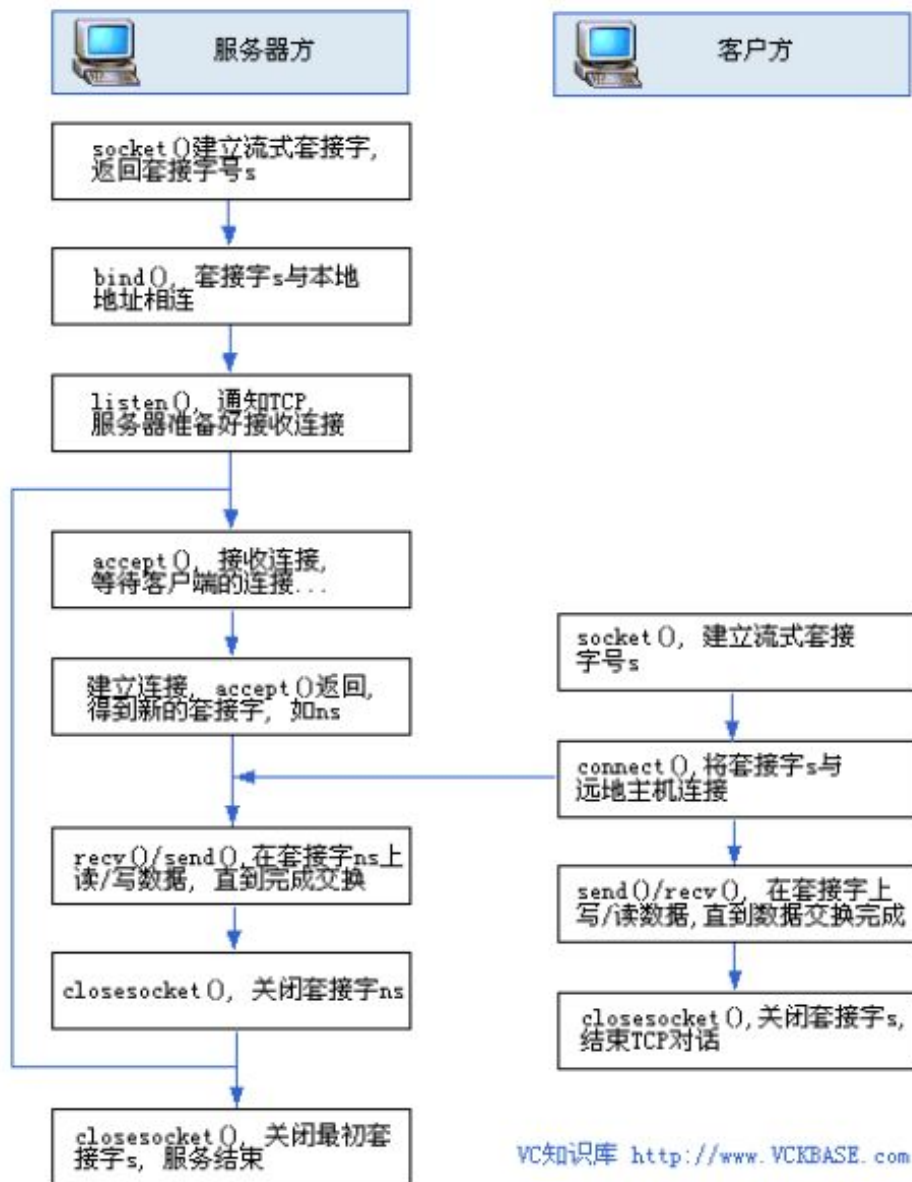 服务器方
客户方
socket()建立流式套接字,
返回套接字号s
bind(), 套接字s与本地
地址相连
listen(), 通知TCP,
服务器准备好接收连接
accept(), 接收连接,
等待客户端的连接...
建立连接, accept()返回,
得到新的套接字, 如ns
recv()/send(),在套接字ns上
读/写数据, 直到完成交换
closesocket(), 关闭套接字ns
closesocket(), 关闭最初套
接字s, 服务结束
socket(), 建立流式套接
字号s
connect(),将套接字s与
远地主机连接
send()/recv(), 在套接字上
写/读数据,直到数据交换完成
closesocket(),关闭套接字s,
结束TCP对话
VC知识库 http://www.VCKBASE.com